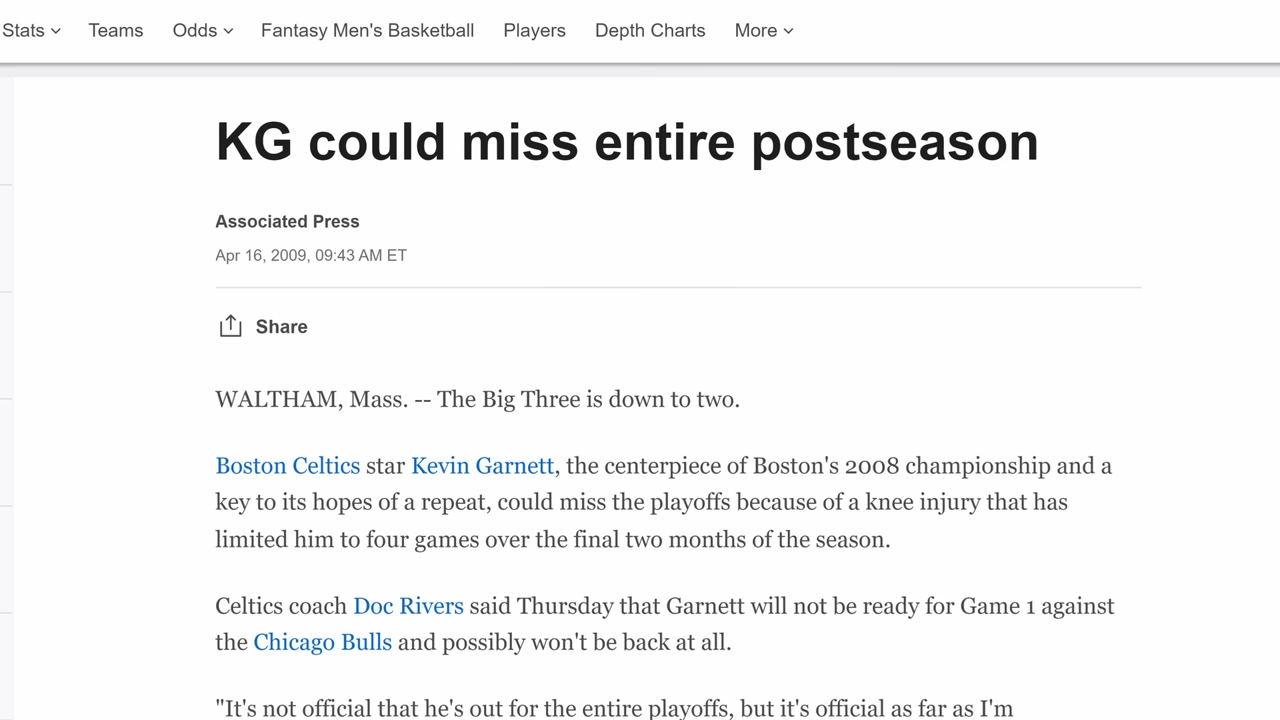 Stats Teams Odds Fantasy Men's Basketball Players Depth Charts More
KG could miss entire postseason
Associated Press
Apr 16, 2009, 09:43 AM ET
Share
WALTHAM, Mass. -- The Big Three is down to two.
Boston Celtics star Kevin Garnett, the centerpiece of Boston's 2008 championship and a
key to its hopes of a repeat, could miss the playoffs because of a knee injury that has
limited him to four games over the final two months of the season.
Celtics coach Doc Rivers said Thursday that Garnett will not be ready for Game 1 against
the Chicago Bulls and possibly won't be back at all.
"It's not official that he's out for the entire playoffs, but it's official as far as I'm